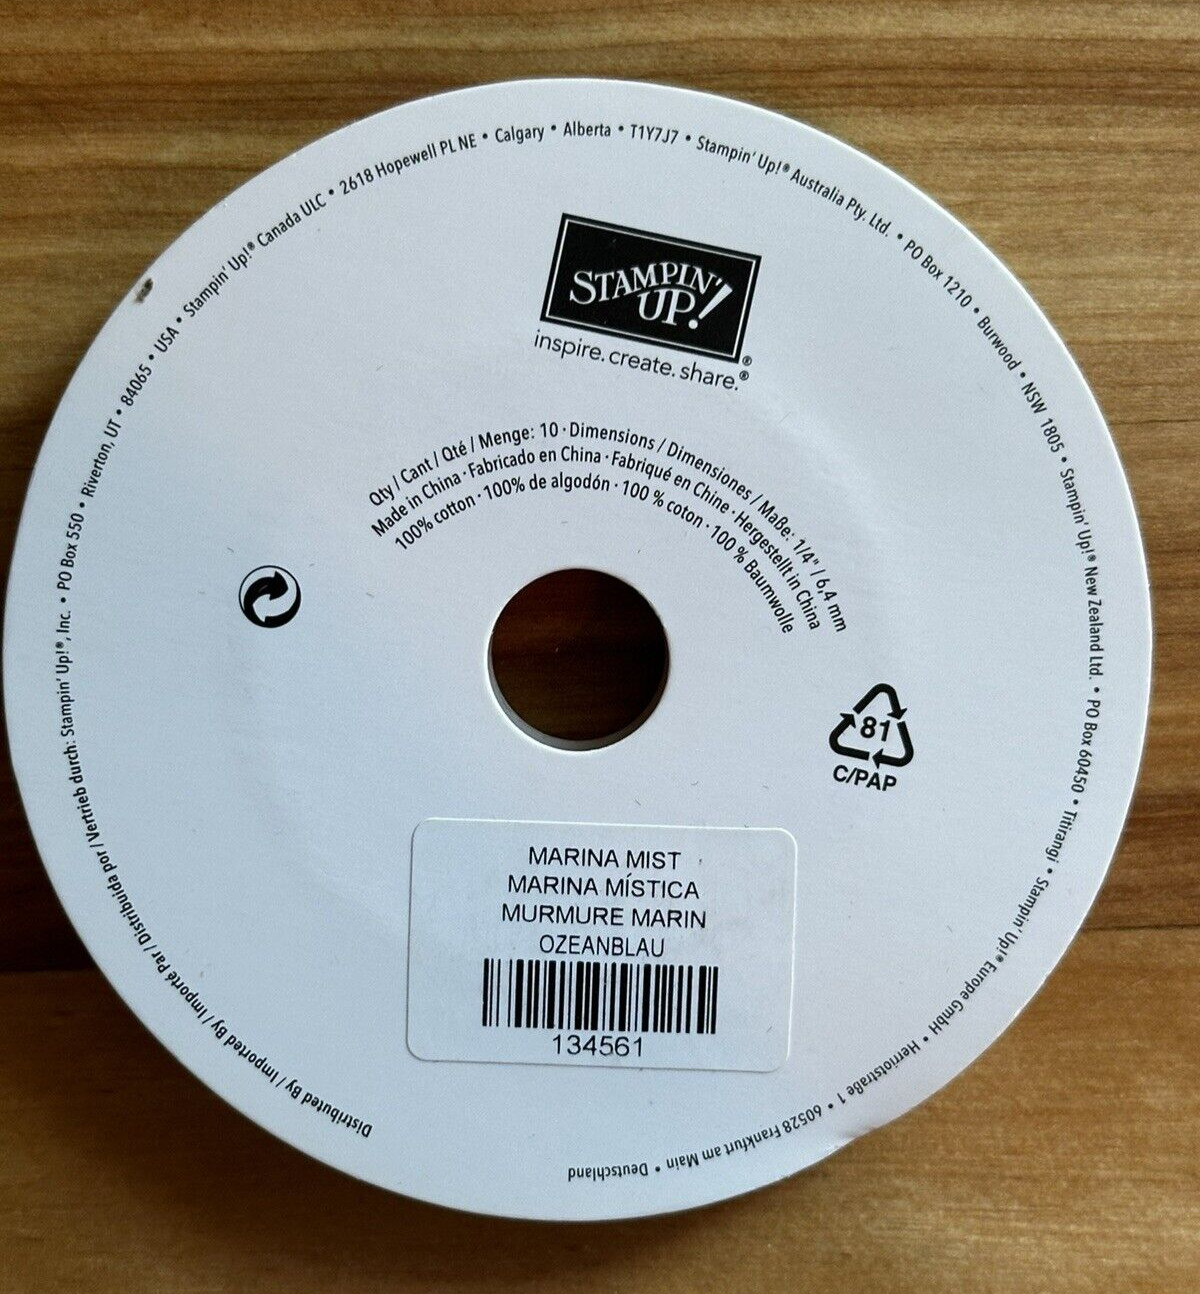 Distributed By / Imported By / Importé Par / Distribuida por / Vertrieb durch: Stampin' Up!®, Inc. • PO Box 550 • Riverton, UT • 84065 • USA • Stampin' Up!® Canada ULC • 2618 Hopewell PL NE • Calgary • Alberta • T1Y7J7 • Stampin' Up!® Australia Pty. Ltd. • PO Box 1210 • Burwood • NSW 1805 • Stampin' Up!® New Zealand Ltd. • PO Box 60450 • Titirangi • Stampin' Up!® Europe GmbH • Herriotstraße 1 • 60528 Frankfurt am Main • Deutschland
STAMPIN'
UP!®
inspire. create. share.®
Qty / Cant / Qté / Menge: 10 · Dimensions / Dimensiones / Maße: 1/4" / 6,4 mm
Made in China · Fabricado en China · Fabriqué en Chine · Hergestellt in China
100% cotton · 100% de algodón · 100 % coton · 100 % Baumwolle
81
C/PAP
MARINA MIST
MARINA MÍSTICA
MURMURE MARIN
OZEANBLAU
134561